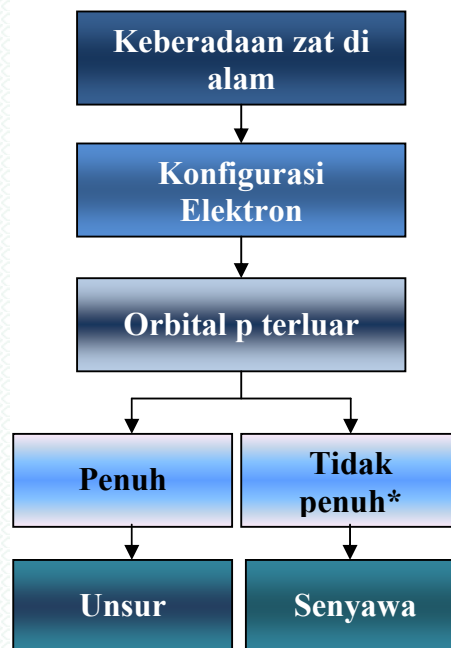 Keberadaan zat di
alam
Konfigurasi
Elektron
Orbital p terluar
Penuh
Tidak
penuh*
Unsur
Senyawa